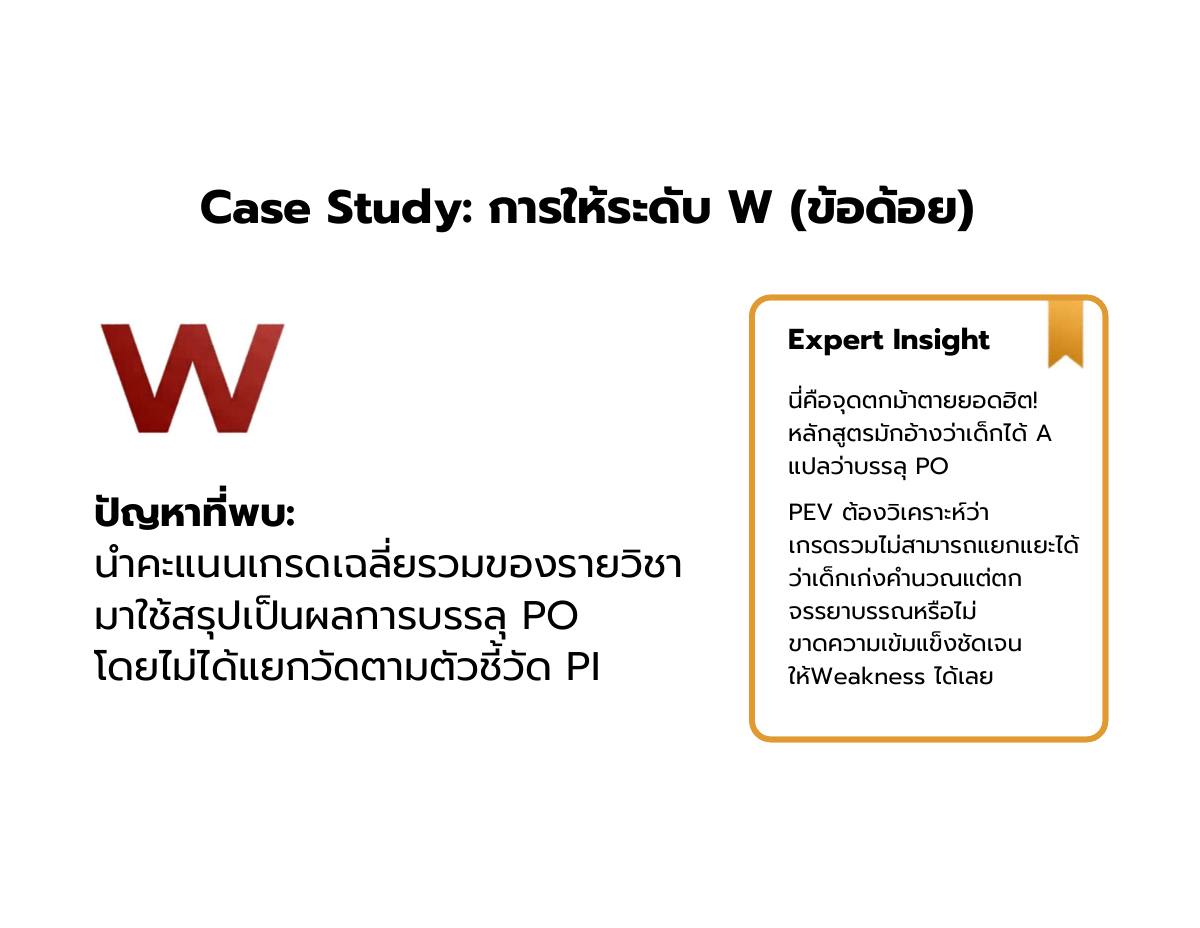 Case Study: การให้ระดับ W (ข้อด้อย)
W
ปัญหาที่พบ:
นำคะแนนเกรดเฉลี่ยรวมของรายวิชา
มาใช้สรุปเป็นผลการบรรลุ PO
โดยไม่ได้แยกวัดตามตัวชี้วัด PI
Expert Insight
นี่คือจุดตกม้าตายยอดฮิต!
หลักสูตรมักอ้างว่าเด็กได้ A
แปลว่าบรรลุ PO
PEV ต้องวิเคราะห์ว่า
เกรดรวมไม่สามารถแยกแยะได้
ว่าเด็กเก่งคำนวณแต่ตก
จรรยาบรรณหรือไม่
ขาดความเข้มแข็งชัดเจน
ให้Weakness ได้เลย